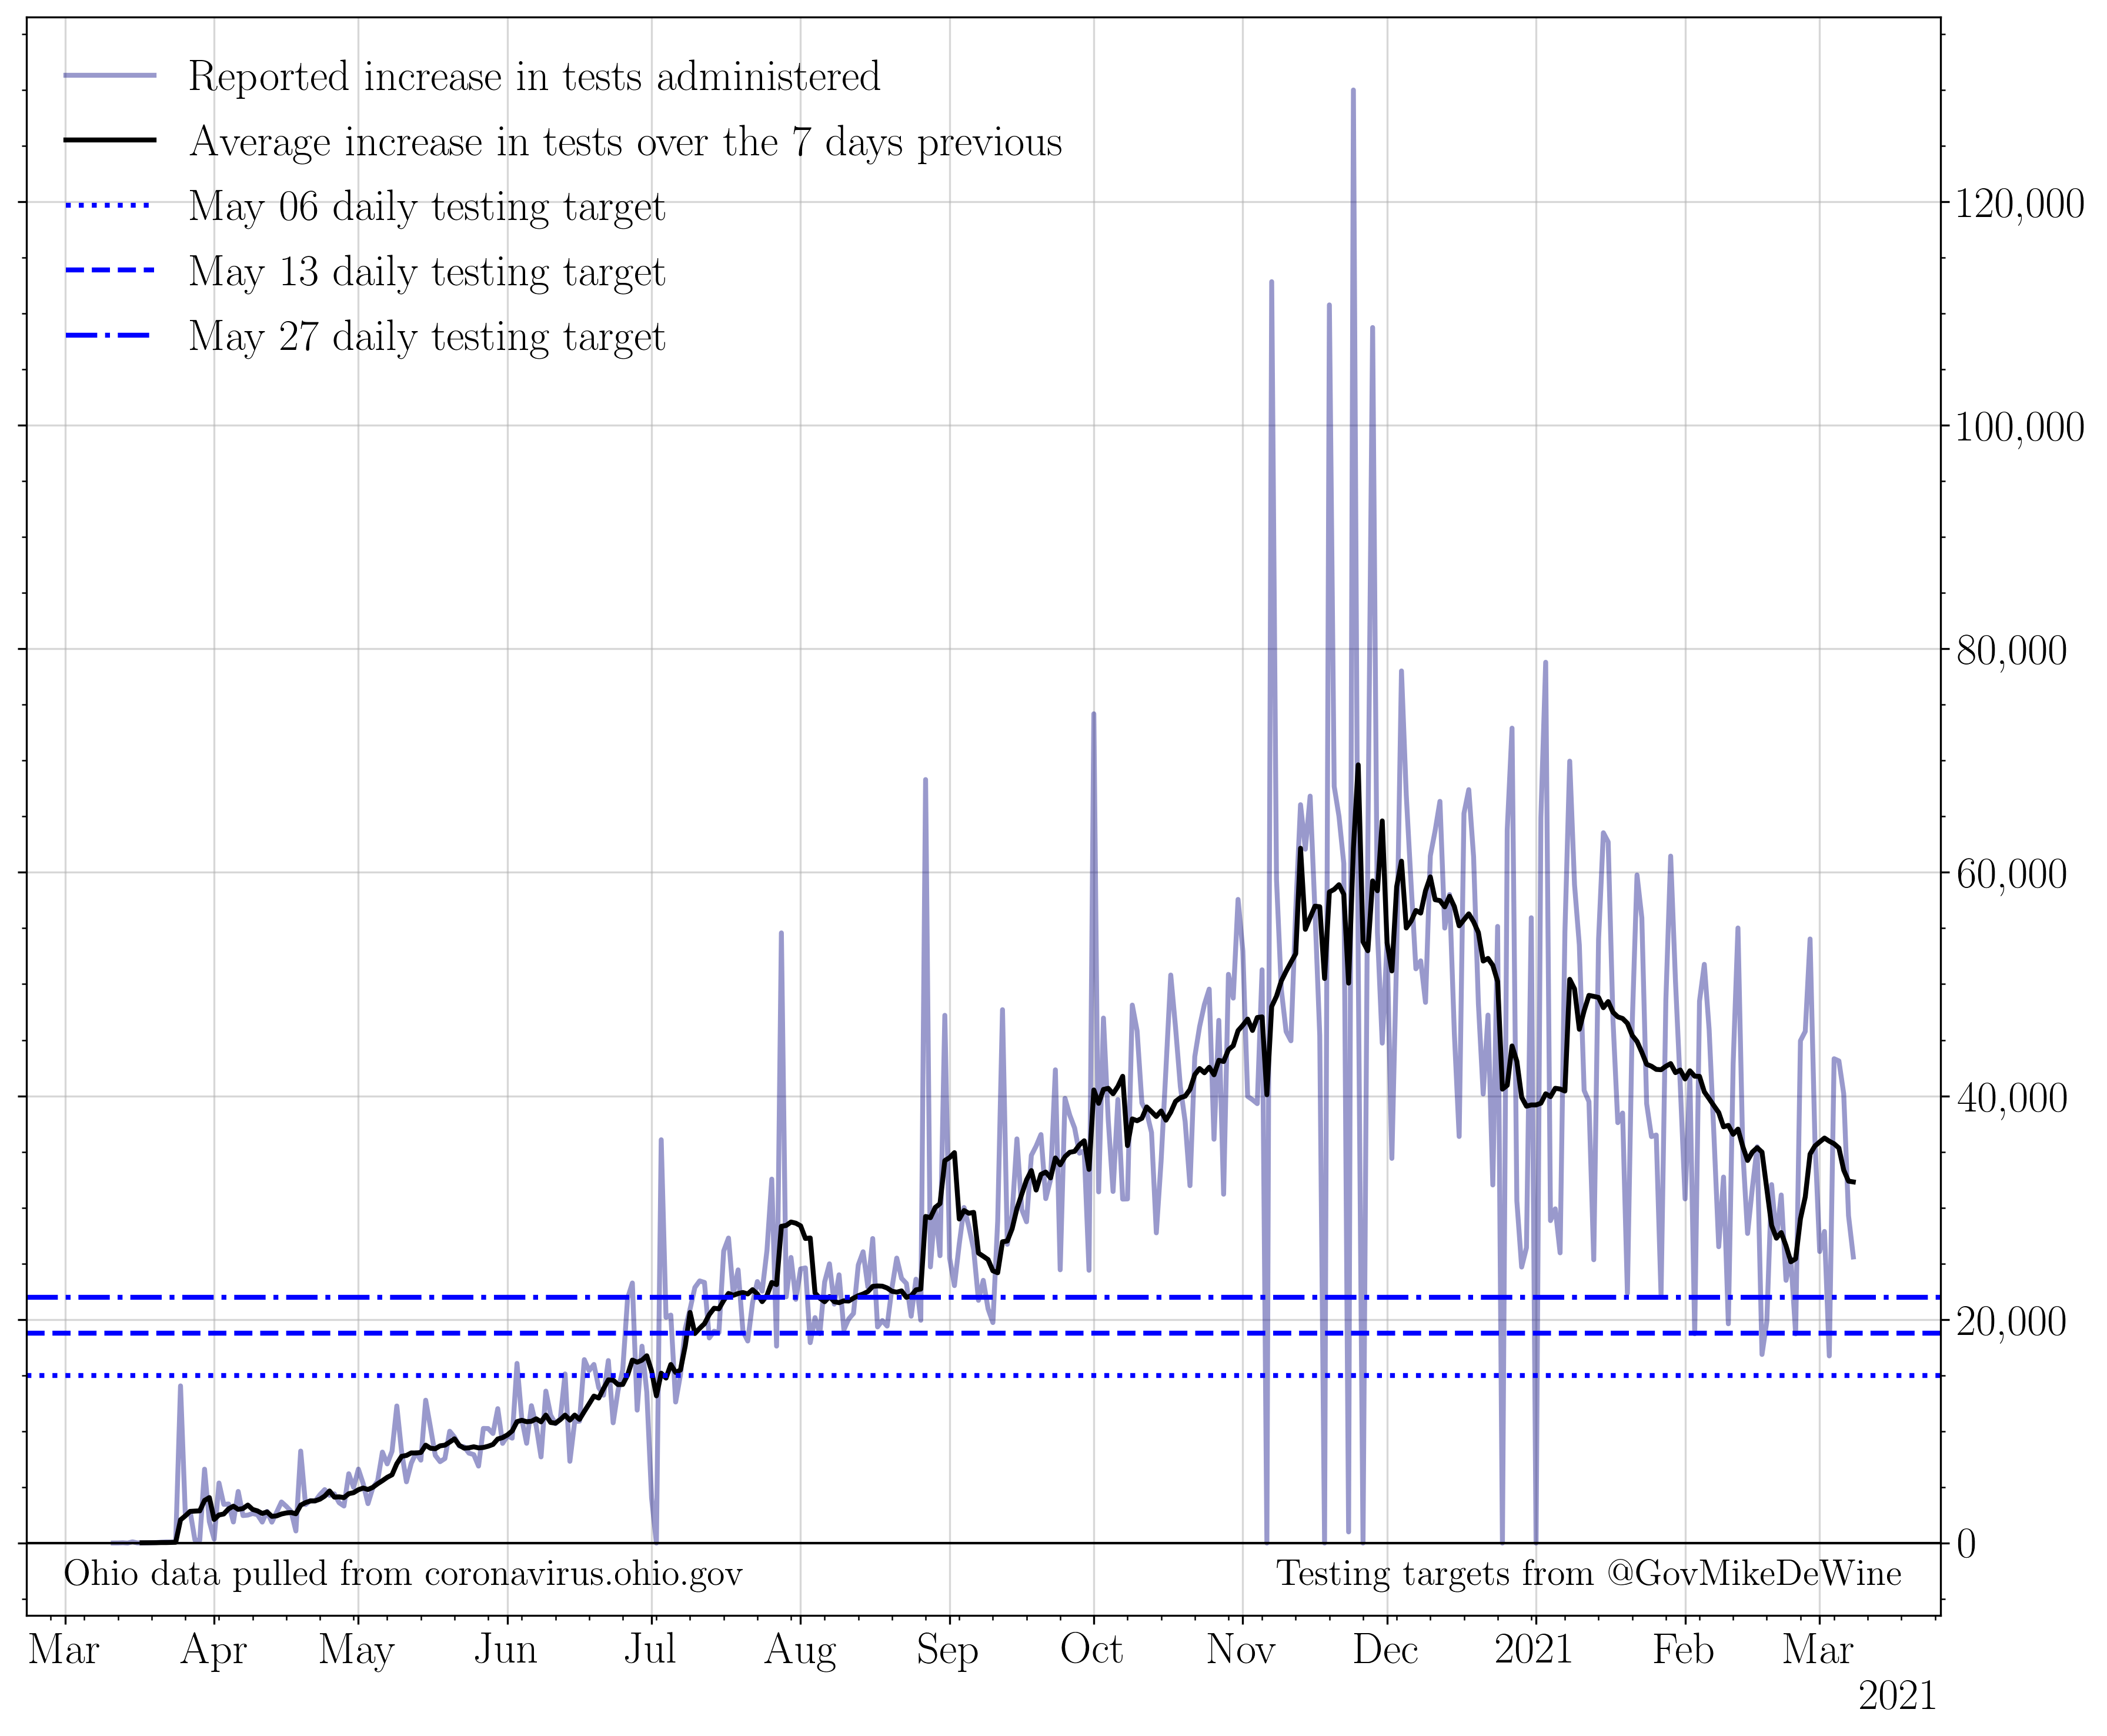 Reported increase in tests administered
Average increase in tests over the 7 days previous
May 06 daily testing target
May 13 daily testing target
May 27 daily testing target
120,000
100,000
80,000
60,000
40,000
20,000
0
Ohio data pulled from coronavirus.ohio.gov
Testing targets from @GovMikeDeWine
Mar Apr May Jun Jul Aug Sep Oct Nov Dec 2021 Feb Mar
2021